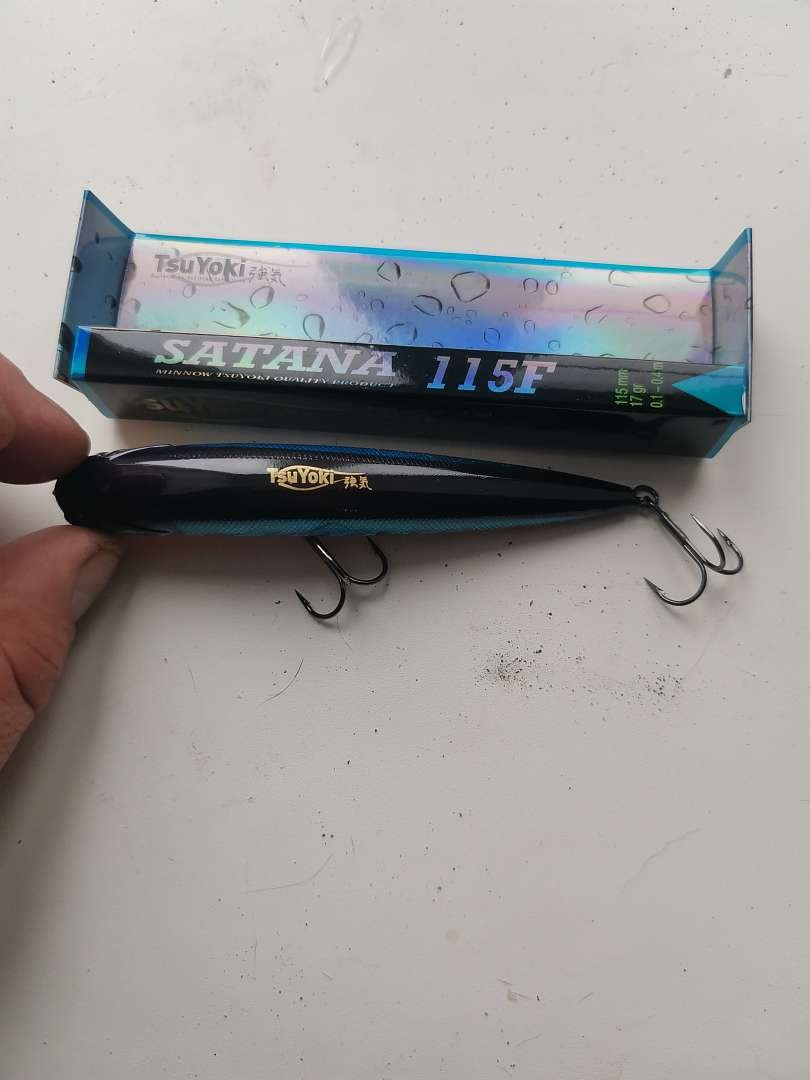 TsuYoki 強気
SATANA 115F
MINNOW TSUYOKI QUALITY PRODUCT
115 mm
17 gr
TsuYoki 強気